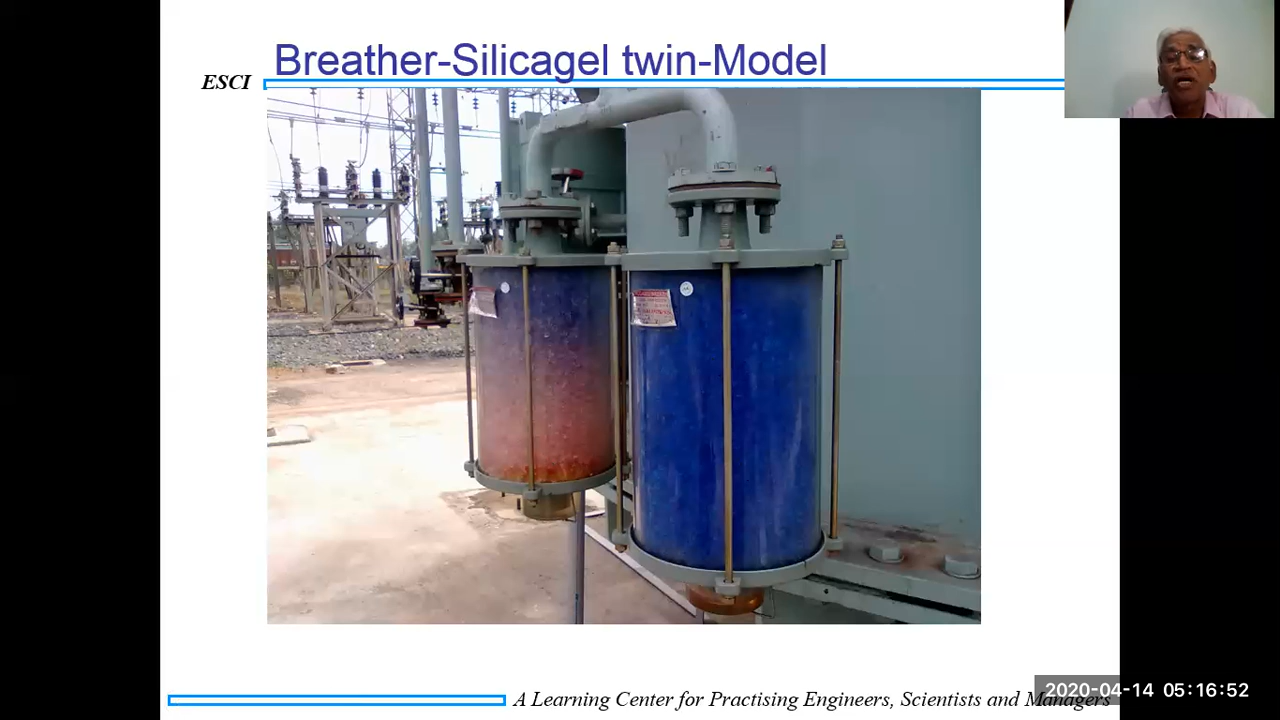 Breather-Silicagel twin-Model
ESCI
A Learning Center for Practising Engineers, Scientists and Managers
2020-04-14 05:16:52